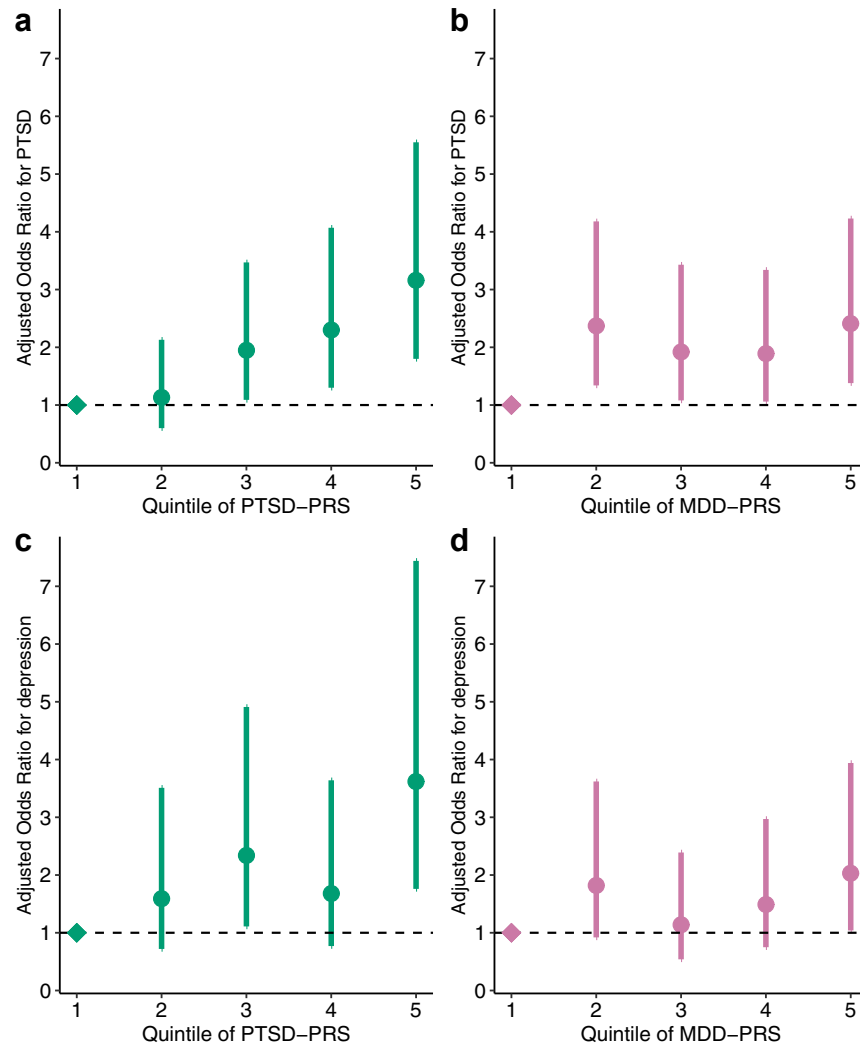 a
Adjusted Odds Ratio for PTSD
7
6
5
4
3
2
1
0
1 2 3 4 5
Quintile of PTSD−PRS
b
Adjusted Odds Ratio for PTSD
7
6
5
4
3
2
1
0
1 2 3 4 5
Quintile of MDD−PRS
c
Adjusted Odds Ratio for depression
7
6
5
4
3
2
1
0
1 2 3 4 5
Quintile of PTSD−PRS
d
Adjusted Odds Ratio for depression
7
6
5
4
3
2
1
0
1 2 3 4 5
Quintile of MDD−PRS